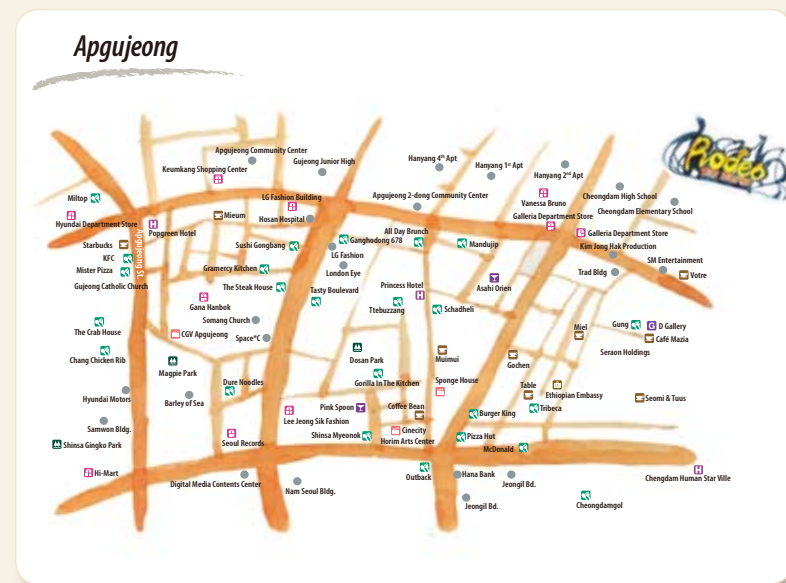 Apgujeong
Rodeo
Apgujeong Community Center
Keumkang Shopping Center
Gujeong Junior High
Hanyang 4th Apt
Hanyang 1st Apt
Hanyang 2nd Apt
Miltop
LG Fashion Building
Apgujeong 2-dong Community Center
Vanessa Bruno
Cheongdam High School
Cheongdam Elementary School
Hyundai Department Store
Popgreen Hotel
Mieum
Hosan Hospital
Galleria Department Store
Galleria Department Store
Starbucks
Apgujeong St.
Sushi Gongbang
Ganghodong 678
All Day Brunch
Mandujip
Kim Jong Hak Production
KFC
LG Fashion
SM Entertainment
Mister Pizza
Gramercy Kitchen
London Eye
Trad Bldg
Votre
Gujeong Catholic Church
The Steak House
Tasty Boulevard
Princess Hotel
Asahi Orien
Gana Hanbok
Ttebuzzang
Schadheli
The Crab House
Somang Church
CGV Apgujeong
Space*C
Miel
Gung
D Gallery
Café Mazia
Chang Chicken Rib
Magpie Park
Dosan Park
Muimui
Gochen
Seraon Holdings
Dure Noodles
Gorilla In The Kitchen
Sponge House
Table
Ethiopian Embassy
Hyundai Motors
Barley of Sea
Pink Spoon
Coffee Bean
Burger King
Tribeca
Seomi & Tuus
Samwon Bldg.
Lee Jeong Sik Fashion
Cinecity
Shinsa Gingko Park
Seoul Records
Shinsa Myeonok
Horim Arts Center
Pizza Hut
McDonald
Hi-Mart
Digital Media Contents Center
Nam Seoul Bldg.
Outback
Hana Bank
Jeongil Bd.
Chengdam Human Star Ville
Jeongil Bd.
Cheongdamgol